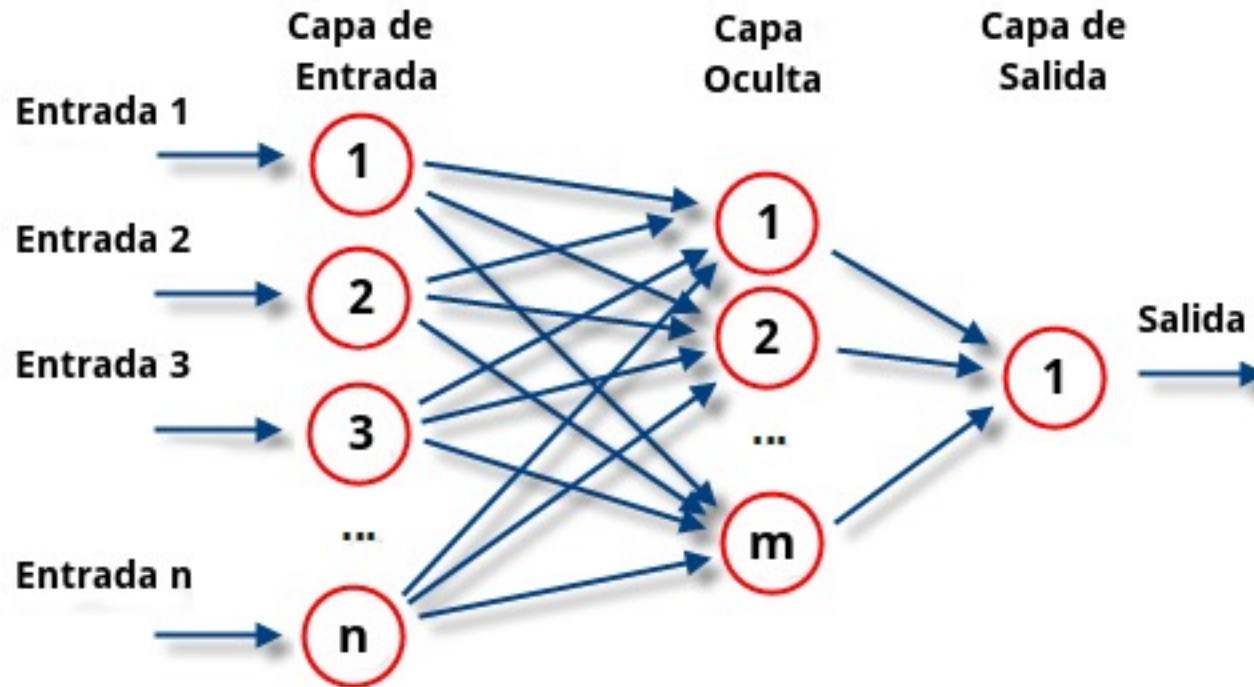 Capa de
Entrada
Capa
Oculta
Capa de
Salida
Entrada 1
1
Entrada 2
2
Entrada 3
3
...
Entrada n
n
1
2
...
m
1
Salida